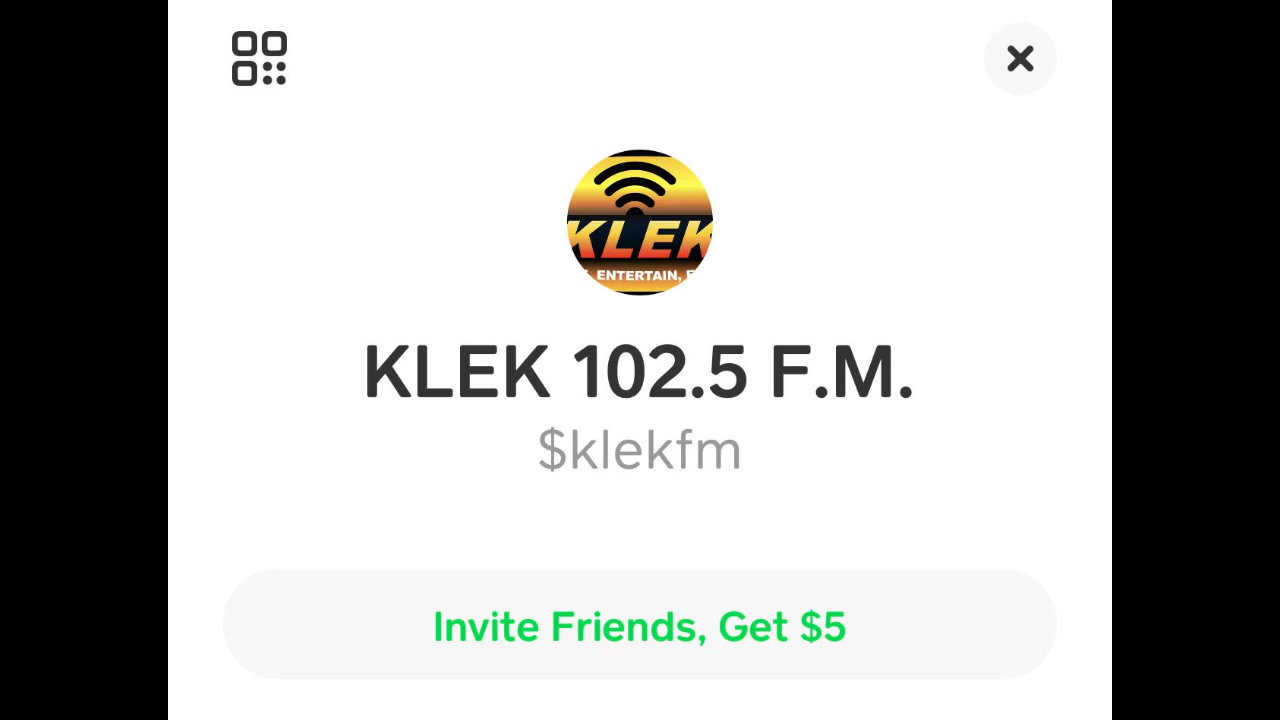 KLEK
ENTERTAIN,
KLEK 102.5 F.M.
$klekfm
Invite Friends, Get $5